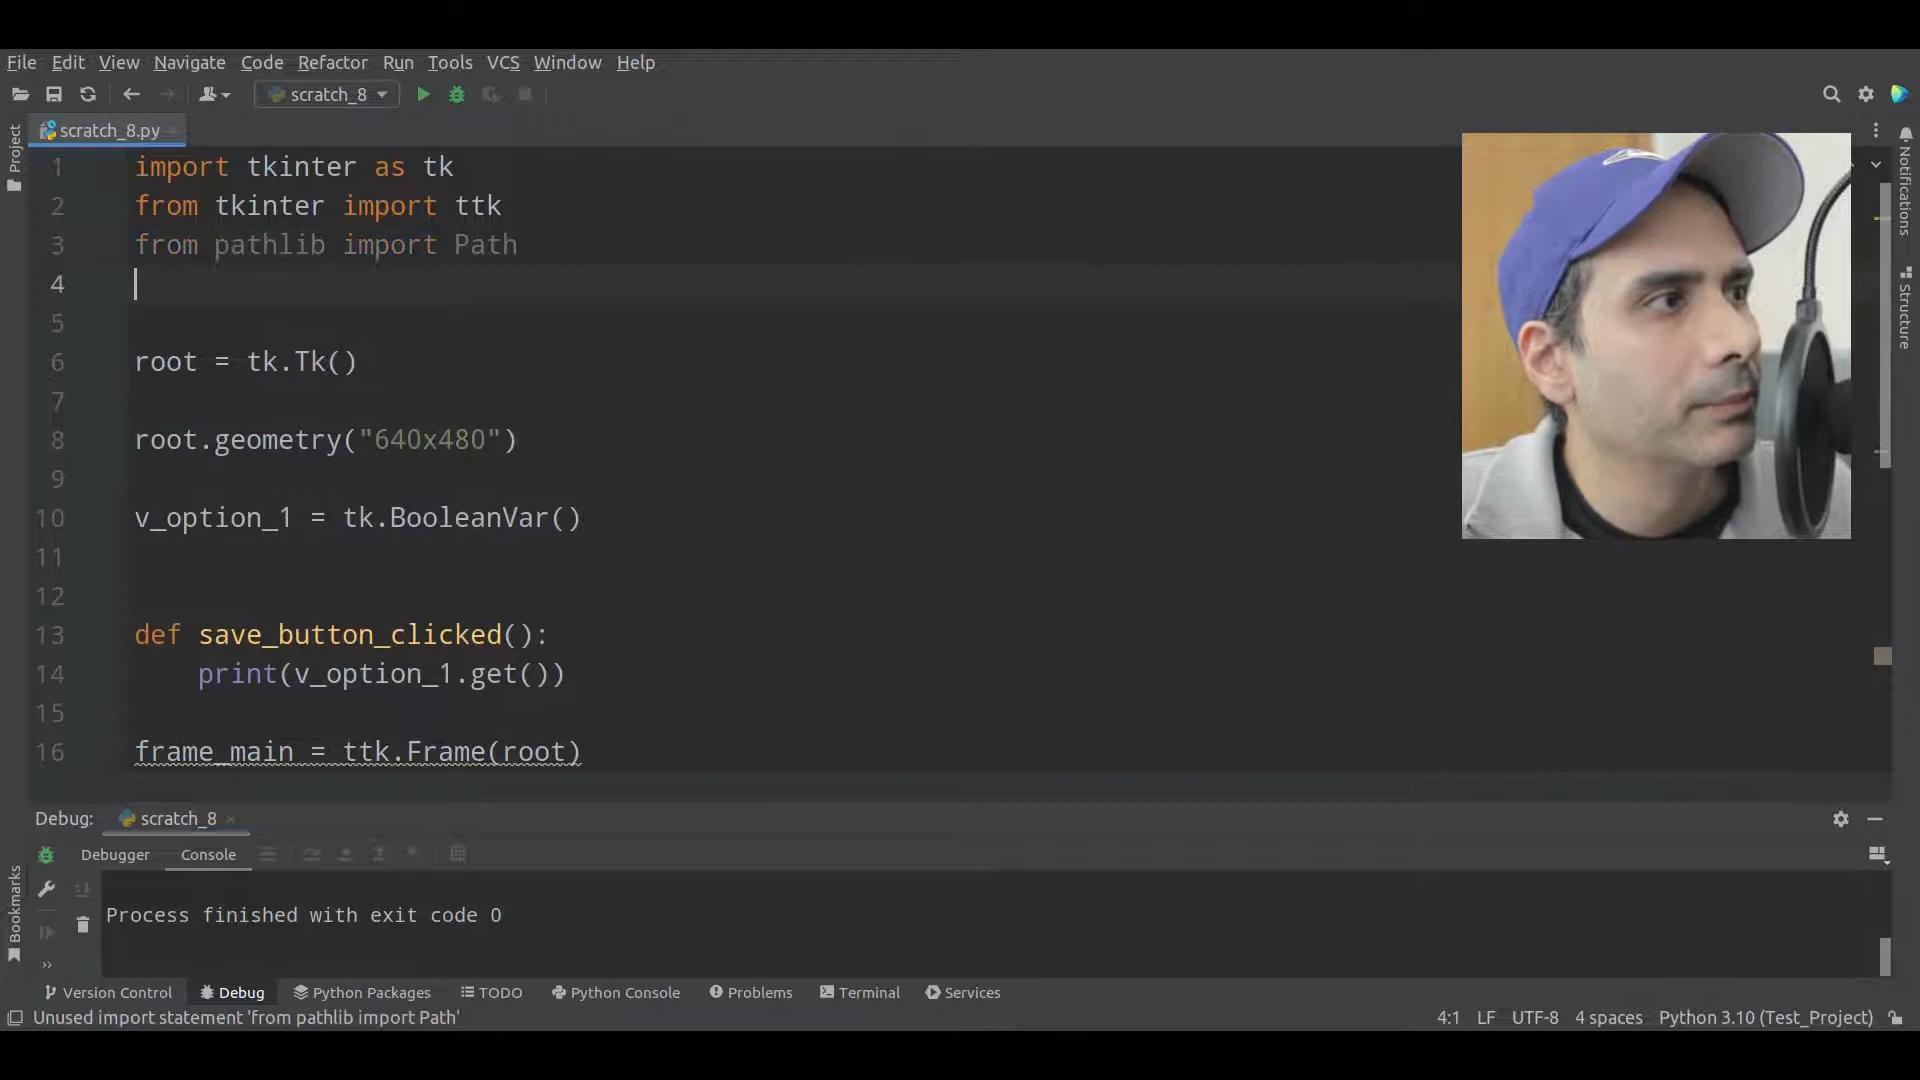 File Edit View Navigate Code Refactor Run Tools VCS Window Help
scratch_8
scratch_8.py
Project
Notifications
Structure
1 import tkinter as tk
2 from tkinter import ttk
3 from pathlib import Path
4
5
6 root = tk.Tk()
7
8 root.geometry("640x480")
9
10 v_option_1 = tk.BooleanVar()
11
12
13 def save_button_clicked():
14 print(v_option_1.get())
15
16 frame_main = ttk.Frame(root)
Debug: scratch_8
Debugger Console
Process finished with exit code 0
Bookmarks
Version Control Debug Python Packages TODO Python Console Problems Terminal Services
Unused import statement 'from pathlib import Path' 4:1 LF UTF-8 4 spaces Python 3.10 (Test_Project)